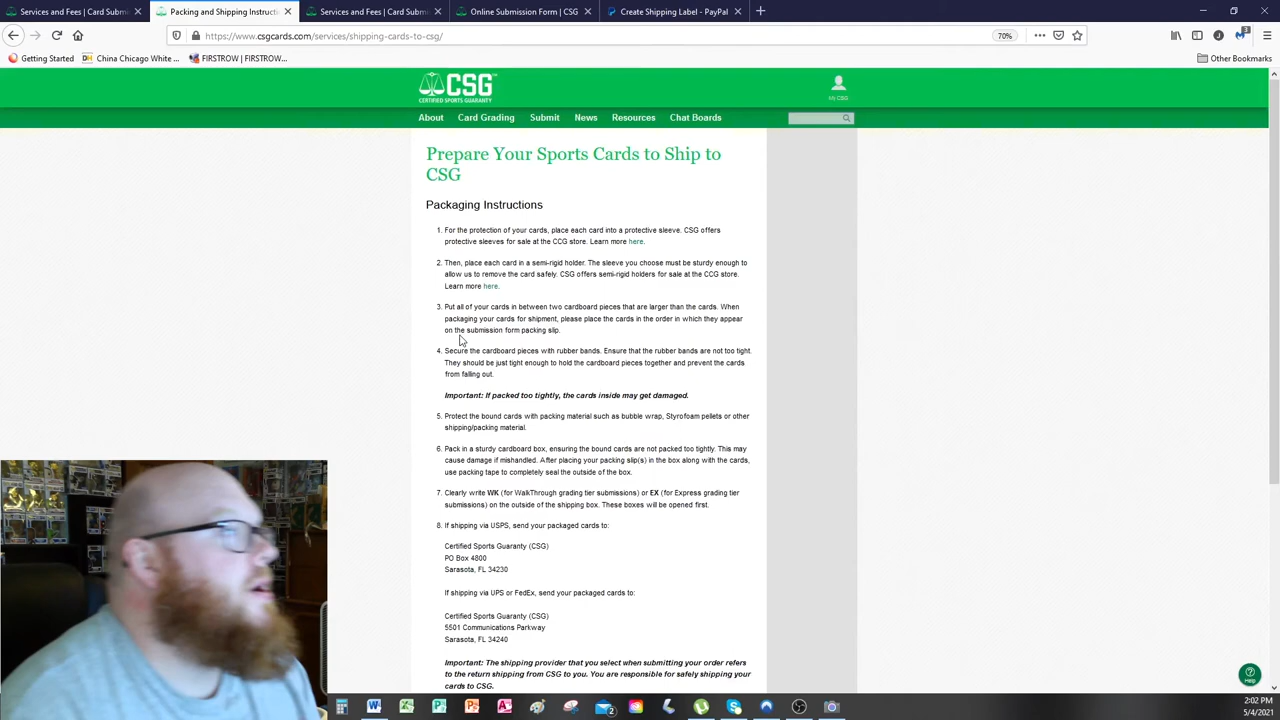 Services and Fees | Card Submi
Packing and Shipping Instructi
Services and Fees | Card Submi
Online Submission Form | CSG
Create Shipping Label - PayPal
https://www.csgcards.com/services/shipping-cards-to-csg/
70%
Getting Started
China Chicago White ...
FIRSTROW | FIRSTROW...
Other Bookmarks
CSG
CERTIFIED SPORTS GUARANTY
My CSG
About
Card Grading
Submit
News
Resources
Chat Boards
Prepare Your Sports Cards to Ship to
CSG
Packaging Instructions
1. For the protection of your cards, place each card into a protective sleeve. CSG offers
protective sleeves for sale at the CCG store. Learn more here.
2. Then, place each card in a semi-rigid holder. The sleeve you choose must be sturdy enough to
allow us to remove the card safely. CSG offers semi-rigid holders for sale at the CCG store.
Learn more here.
3. Put all of your cards in between two cardboard pieces that are larger than the cards. When
packaging your cards for shipment, please place the cards in the order in which they appear
on the submission form packing slip.
4. Secure the cardboard pieces with rubber bands. Ensure that the rubber bands are not too tight.
They should be just tight enough to hold the cardboard pieces together and prevent the cards
from falling out.
Important: If packed too tightly, the cards inside may get damaged.
5. Protect the bound cards with packing material such as bubble wrap, Styrofoam pellets or other
shipping/packing material.
6. Pack in a sturdy cardboard box, ensuring the bound cards are not packed too tightly. This may
cause damage if mishandled. After placing your packing slip(s) in the box along with the cards,
use packing tape to completely seal the outside of the box.
7. Clearly write WK (for WalkThrough grading tier submissions) or EX (for Express grading tier
submissions) on the outside of the shipping box. These boxes will be opened first.
8. If shipping via USPS, send your packaged cards to:
Certified Sports Guaranty (CSG)
PO Box 4800
Sarasota, FL 34230
If shipping via UPS or FedEx, send your packaged cards to:
Certified Sports Guaranty (CSG)
5501 Communications Parkway
Sarasota, FL 34240
Important: The shipping provider that you select when submitting your order refers
to the return shipping from CSG to you. You are responsible for safely shipping your
cards to CSG.
Help
2
2:02 PM
5/4/2021